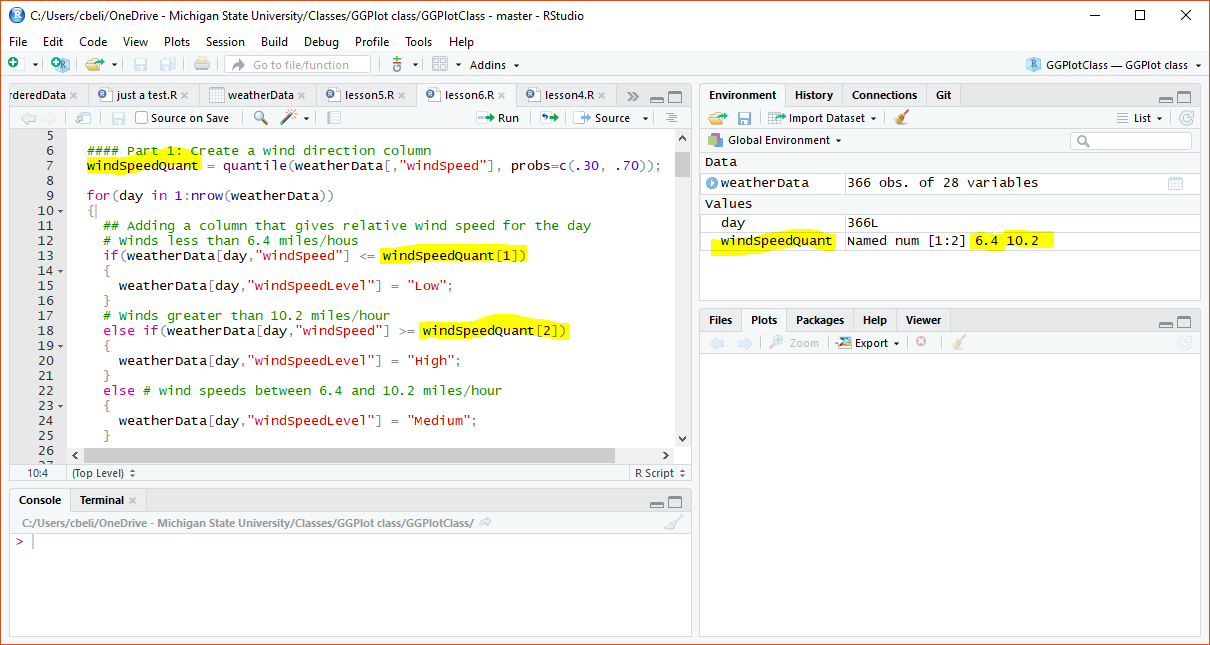 C:/Users/cbeli/OneDrive - Michigan State University/Classes/GGPlot class/GGPlotClass - master - RStudio
File Edit Code View Plots Session Build Debug Profile Tools Help
Go to file/function Addins GGPlotClass — GGPlot class
rderedData just a test.R weatherData lesson5.R lesson6.R lesson4.R
Source on Save Run Source
5
6 #### Part 1: Create a wind direction column
7 windSpeedQuant = quantile(weatherData[,"windSpeed"], probs=c(.30, .70));
8
9 for(day in 1:nrow(weatherData))
10 {
11 ## Adding a column that gives relative wind speed for the day
12 # Winds less than 6.4 miles/hous
13 if(weatherData[day,"windSpeed"] <= windSpeedQuant[1])
14 {
15 weatherData[day,"windSpeedLevel"] = "Low";
16 }
17 # Winds greater than 10.2 miles/hour
18 else if(weatherData[day,"windSpeed"] >= windSpeedQuant[2])
19 {
20 weatherData[day,"windSpeedLevel"] = "High";
21 }
22 else # wind speeds between 6.4 and 10.2 miles/hour
23 {
24 weatherData[day,"windSpeedLevel"] = "Medium";
25 }
26
27
10:4 (Top Level) R Script
Console Terminal
C:/Users/cbeli/OneDrive - Michigan State University/Classes/GGPlot class/GGPlotClass/
>
Environment History Connections Git
Import Dataset List
Global Environment
Data
weatherData 366 obs. of 28 variables
Values
day 366L
windSpeedQuant Named num [1:2] 6.4 10.2
Files Plots Packages Help Viewer
Zoom Export